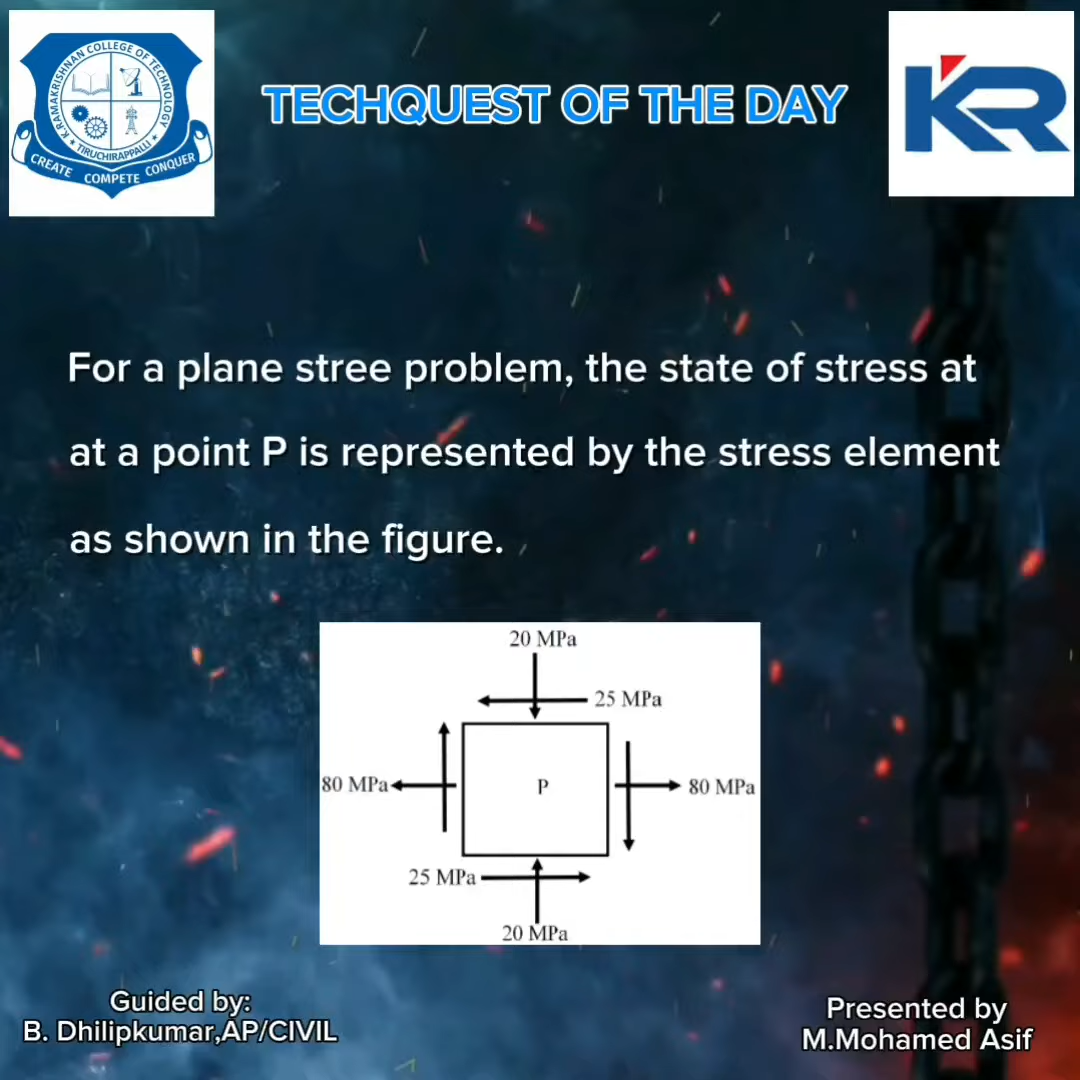 K.RAMAKRISHNAN COLLEGE OF TECHNOLOGY
TIRUCHIRAPPALLI
CREATE COMPETE CONQUER
TECHQUEST OF THE DAY
KR
For a plane stree problem, the state of stress at
at a point P is represented by the stress element
as shown in the figure.
20 MPa
25 MPa
80 MPa
P
80 MPa
25 MPa
20 MPa
Guided by:
B. Dhilipkumar,AP/CIVIL
Presented by
M.Mohamed Asif